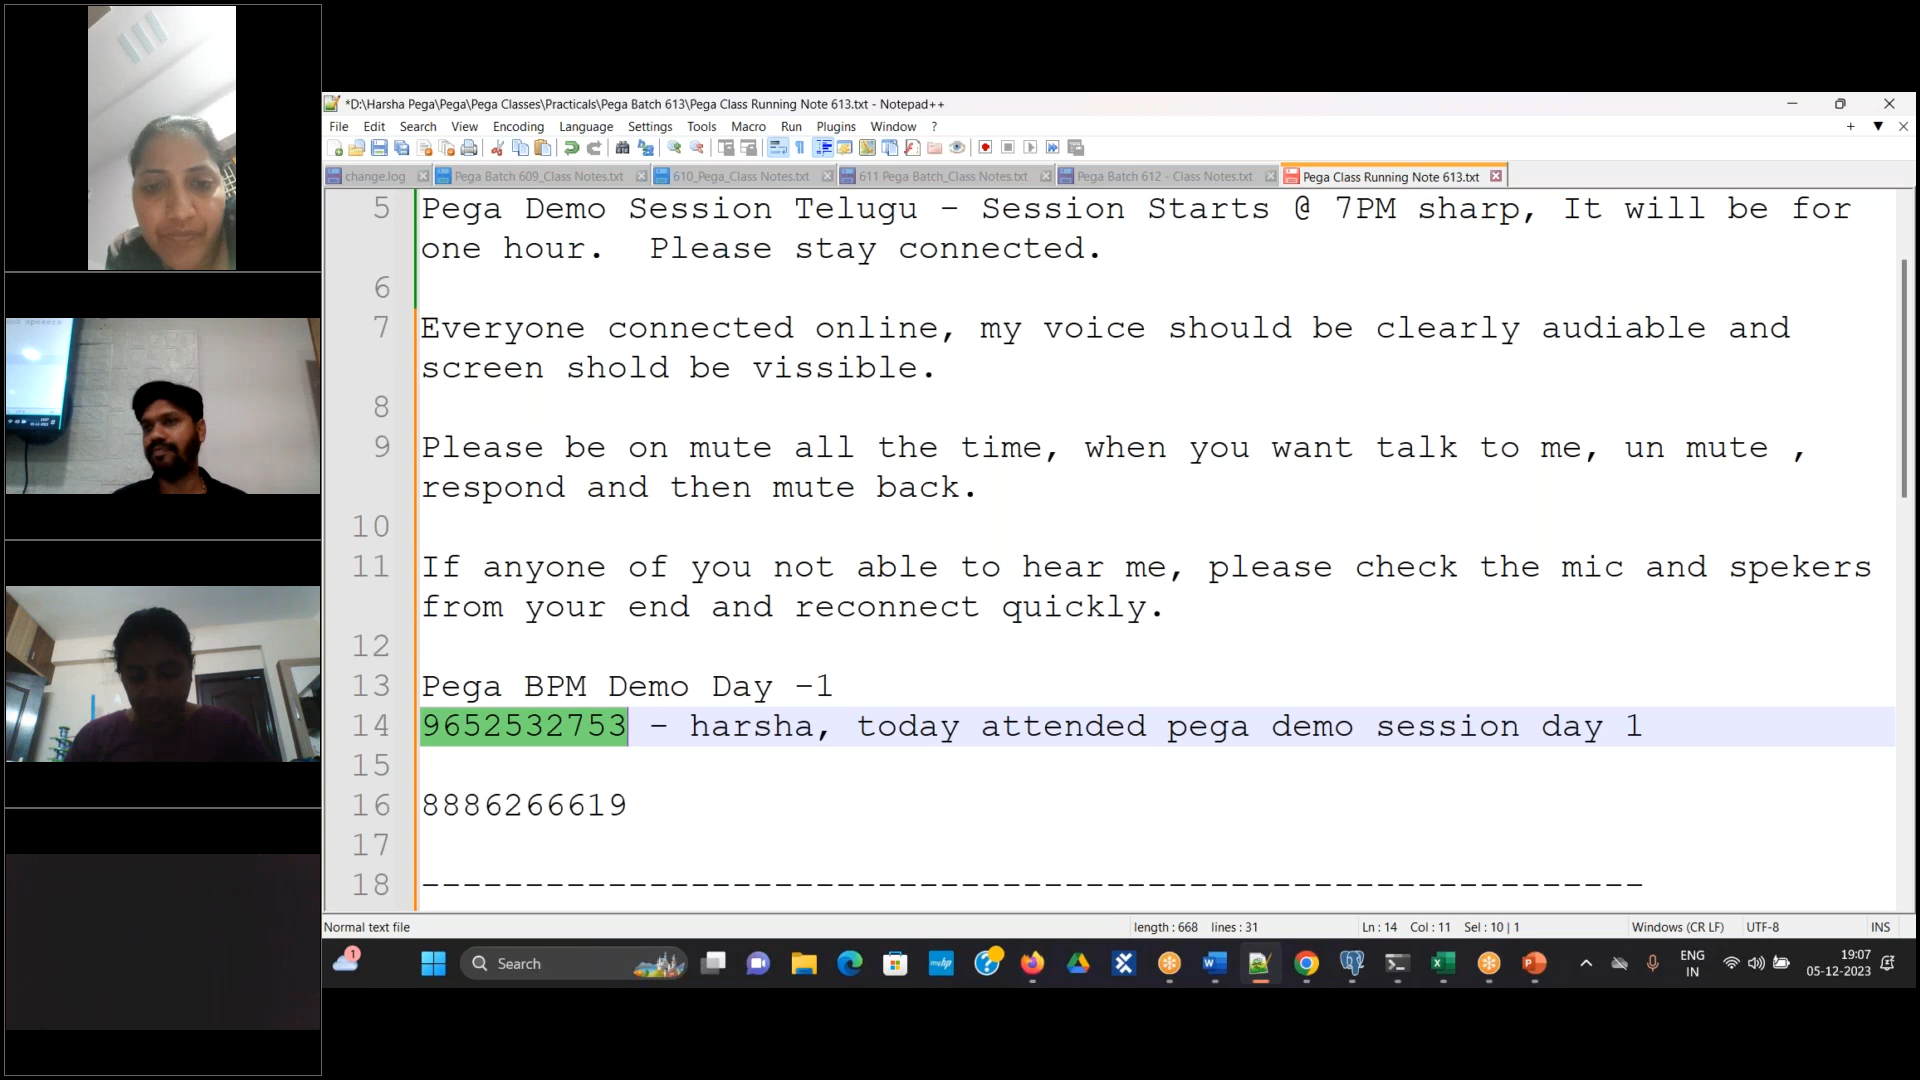 *D:\Harsha Pega\Pega\Pega Classes\Practicals\Pega Batch 613\Pega Class Running Note 613.txt - Notepad++
File Edit Search View Encoding Language Settings Tools Macro Run Plugins Window ?
change.log Pega Batch 609_Class Notes.txt 610_Pega_Class Notes.txt 611 Pega Batch_Class Notes.txt Pega Batch 612 - Class Notes.txt Pega Class Running Note 613.txt
5 Pega Demo Session Telugu - Session Starts @ 7PM sharp, It will be for
one hour.  Please stay connected.
6
7 Everyone connected online, my voice should be clearly audiable and
screen shold be vissible.
8
9 Please be on mute all the time, when you want talk to me, un mute ,
respond and then mute back.
10
11 If anyone of you not able to hear me, please check the mic and spekers
from your end and reconnect quickly.
12
13 Pega BPM Demo Day -1
14 9652532753 - harsha, today attended pega demo session day 1
15
16 8886266619
17
18 -----------------------------------------------------------
Normal text file length : 668 lines : 31 Ln : 14 Col : 11 Sel : 10 | 1 Windows (CR LF) UTF-8 INS
1 Search myhp ENG 19:07
IN 05-12-2023